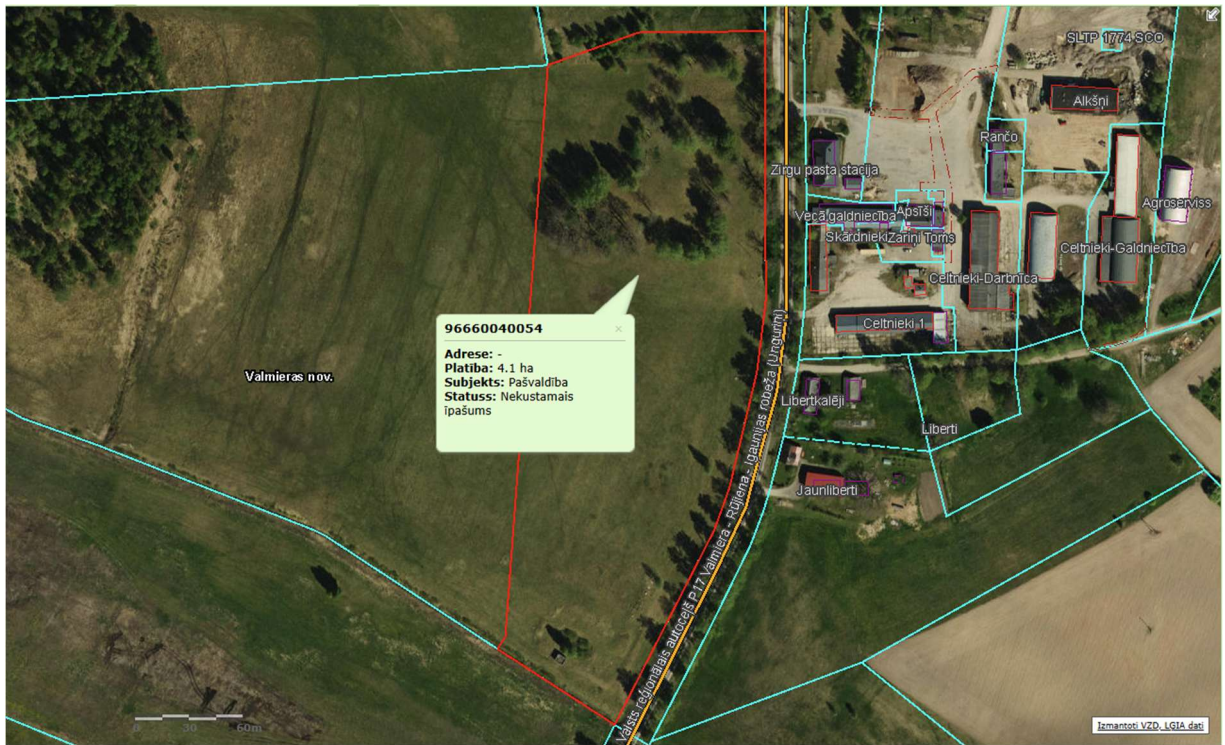 SLTP 1774 SCO
Alkšņi
Rančo
Zirgu pasta stacija
Agroserviss
Vecā galdniecība
Apsīši
Skārdnieki
Zariņi Toms
Celtnieki-Galdniecība
Celtnieki-Darbnīca
Celtnieki 1
96660040054
×
Adrese: -
Platība: 4.1 ha
Subjekts: Pašvaldība
Statuss: Nekustamais
īpašums
Valmieras nov.
Libertkalēji
Liberti
Jaunliberti
Valsts reģionālais autoceļš P17 Valmiera - Rūjiena - Igaunijas robeža (Unguriņi)
0 30 60m
Izmantoti VZD, LGIA dati